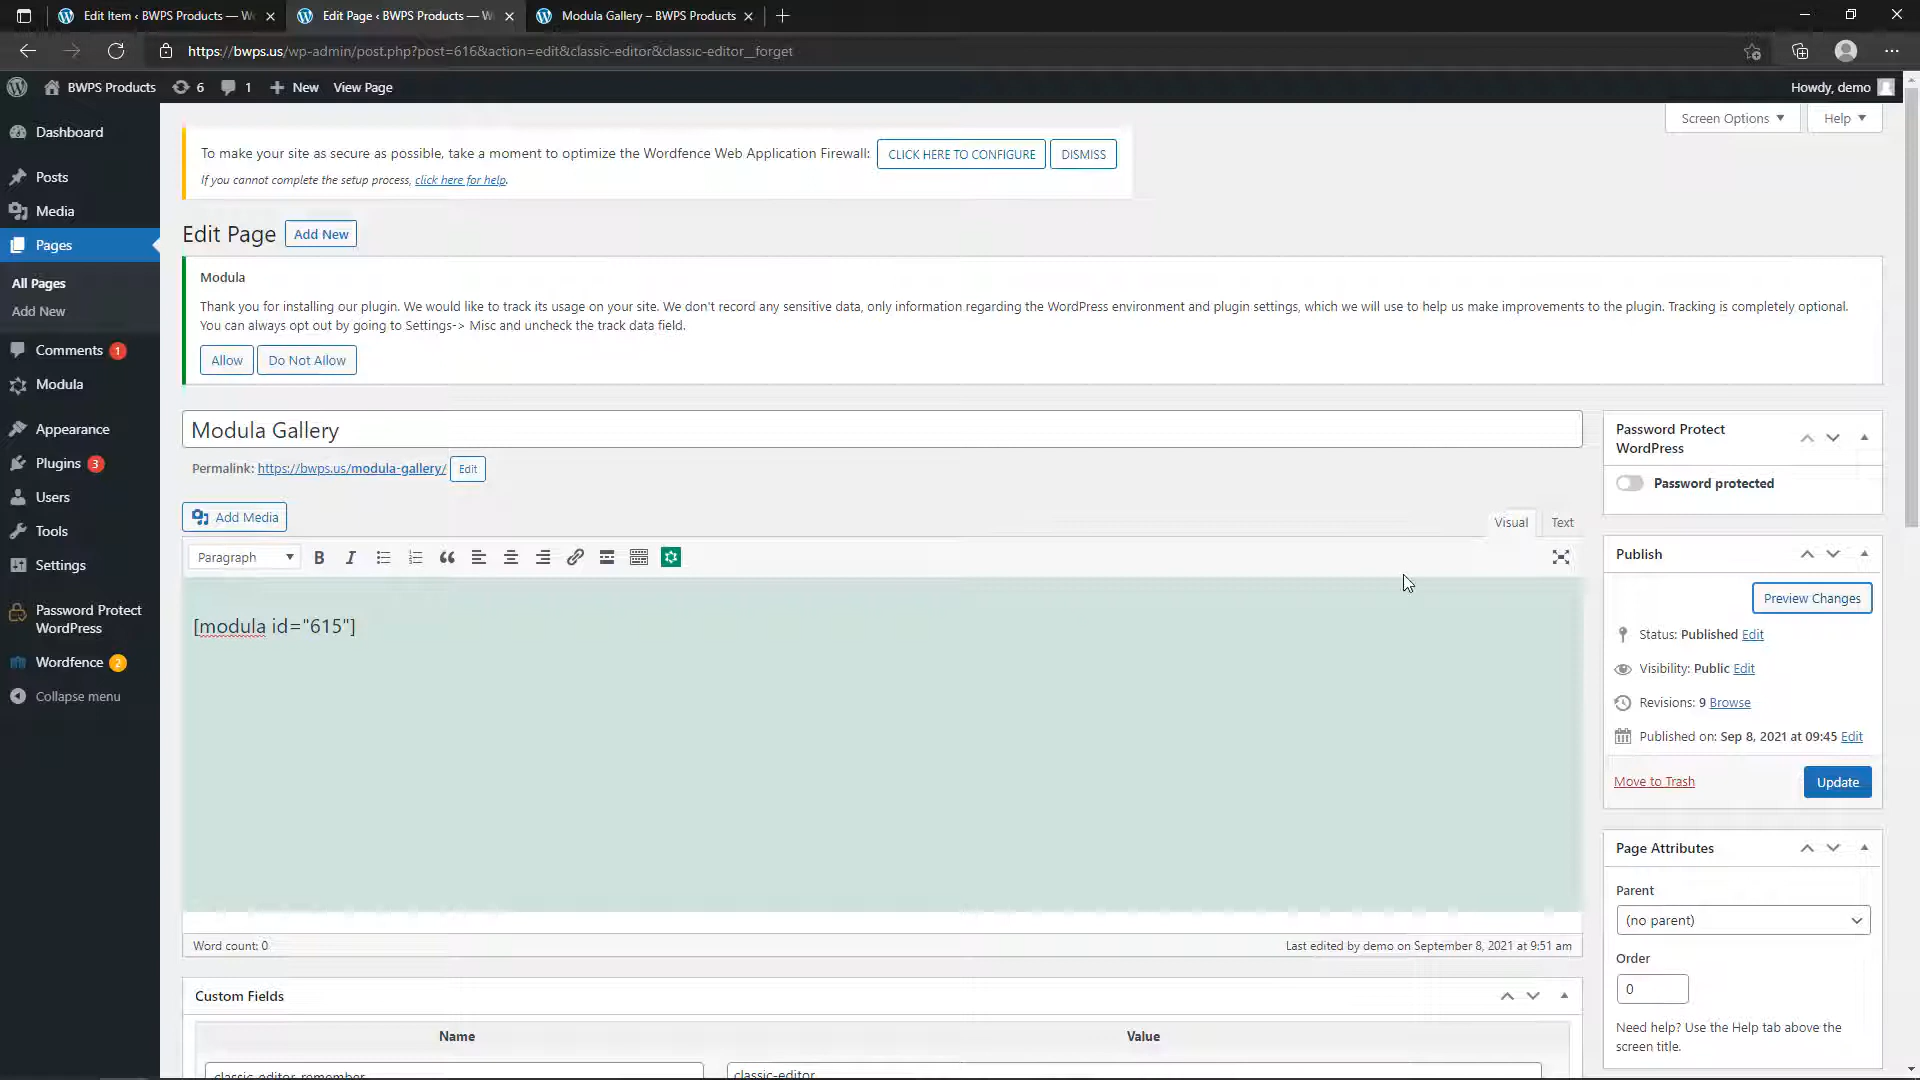 Edit Item ‹ BWPS Products — W
Edit Page ‹ BWPS Products — W
Modula Gallery – BWPS Products
https://bwps.us/wp-admin/post.php?post=616&action=edit&classic-editor&classic-editor__forget
BWPS Products
6
1
New
View Page
Howdy, demo
Dashboard
Posts
Media
Pages
All Pages
Add New
Comments 1
Modula
Appearance
Plugins 3
Users
Tools
Settings
Password Protect
WordPress
Wordfence 2
Collapse menu
Screen Options
Help
To make your site as secure as possible, take a moment to optimize the Wordfence Web Application Firewall: CLICK HERE TO CONFIGURE DISMISS
If you cannot complete the setup process, click here for help.
Edit Page Add New
Modula
Thank you for installing our plugin. We would like to track its usage on your site. We don't record any sensitive data, only information regarding the WordPress environment and plugin settings, which we will use to help us make improvements to the plugin. Tracking is completely optional.
You can always opt out by going to Settings-> Misc and uncheck the track data field.
Allow Do Not Allow
Modula Gallery
Permalink: https://bwps.us/modula-gallery/ Edit
Add Media
Visual Text
Paragraph B I
[modula id="615"]
Word count: 0
Last edited by demo on September 8, 2021 at 9:51 am
Custom Fields
Name Value
classic-editor-remember classic-editor
Password Protect
WordPress
Password protected
Publish
Preview Changes
Status: Published Edit
Visibility: Public Edit
Revisions: 9 Browse
Published on: Sep 8, 2021 at 09:45 Edit
Move to Trash
Update
Page Attributes
Parent
(no parent)
Order
0
Need help? Use the Help tab above the
screen title.